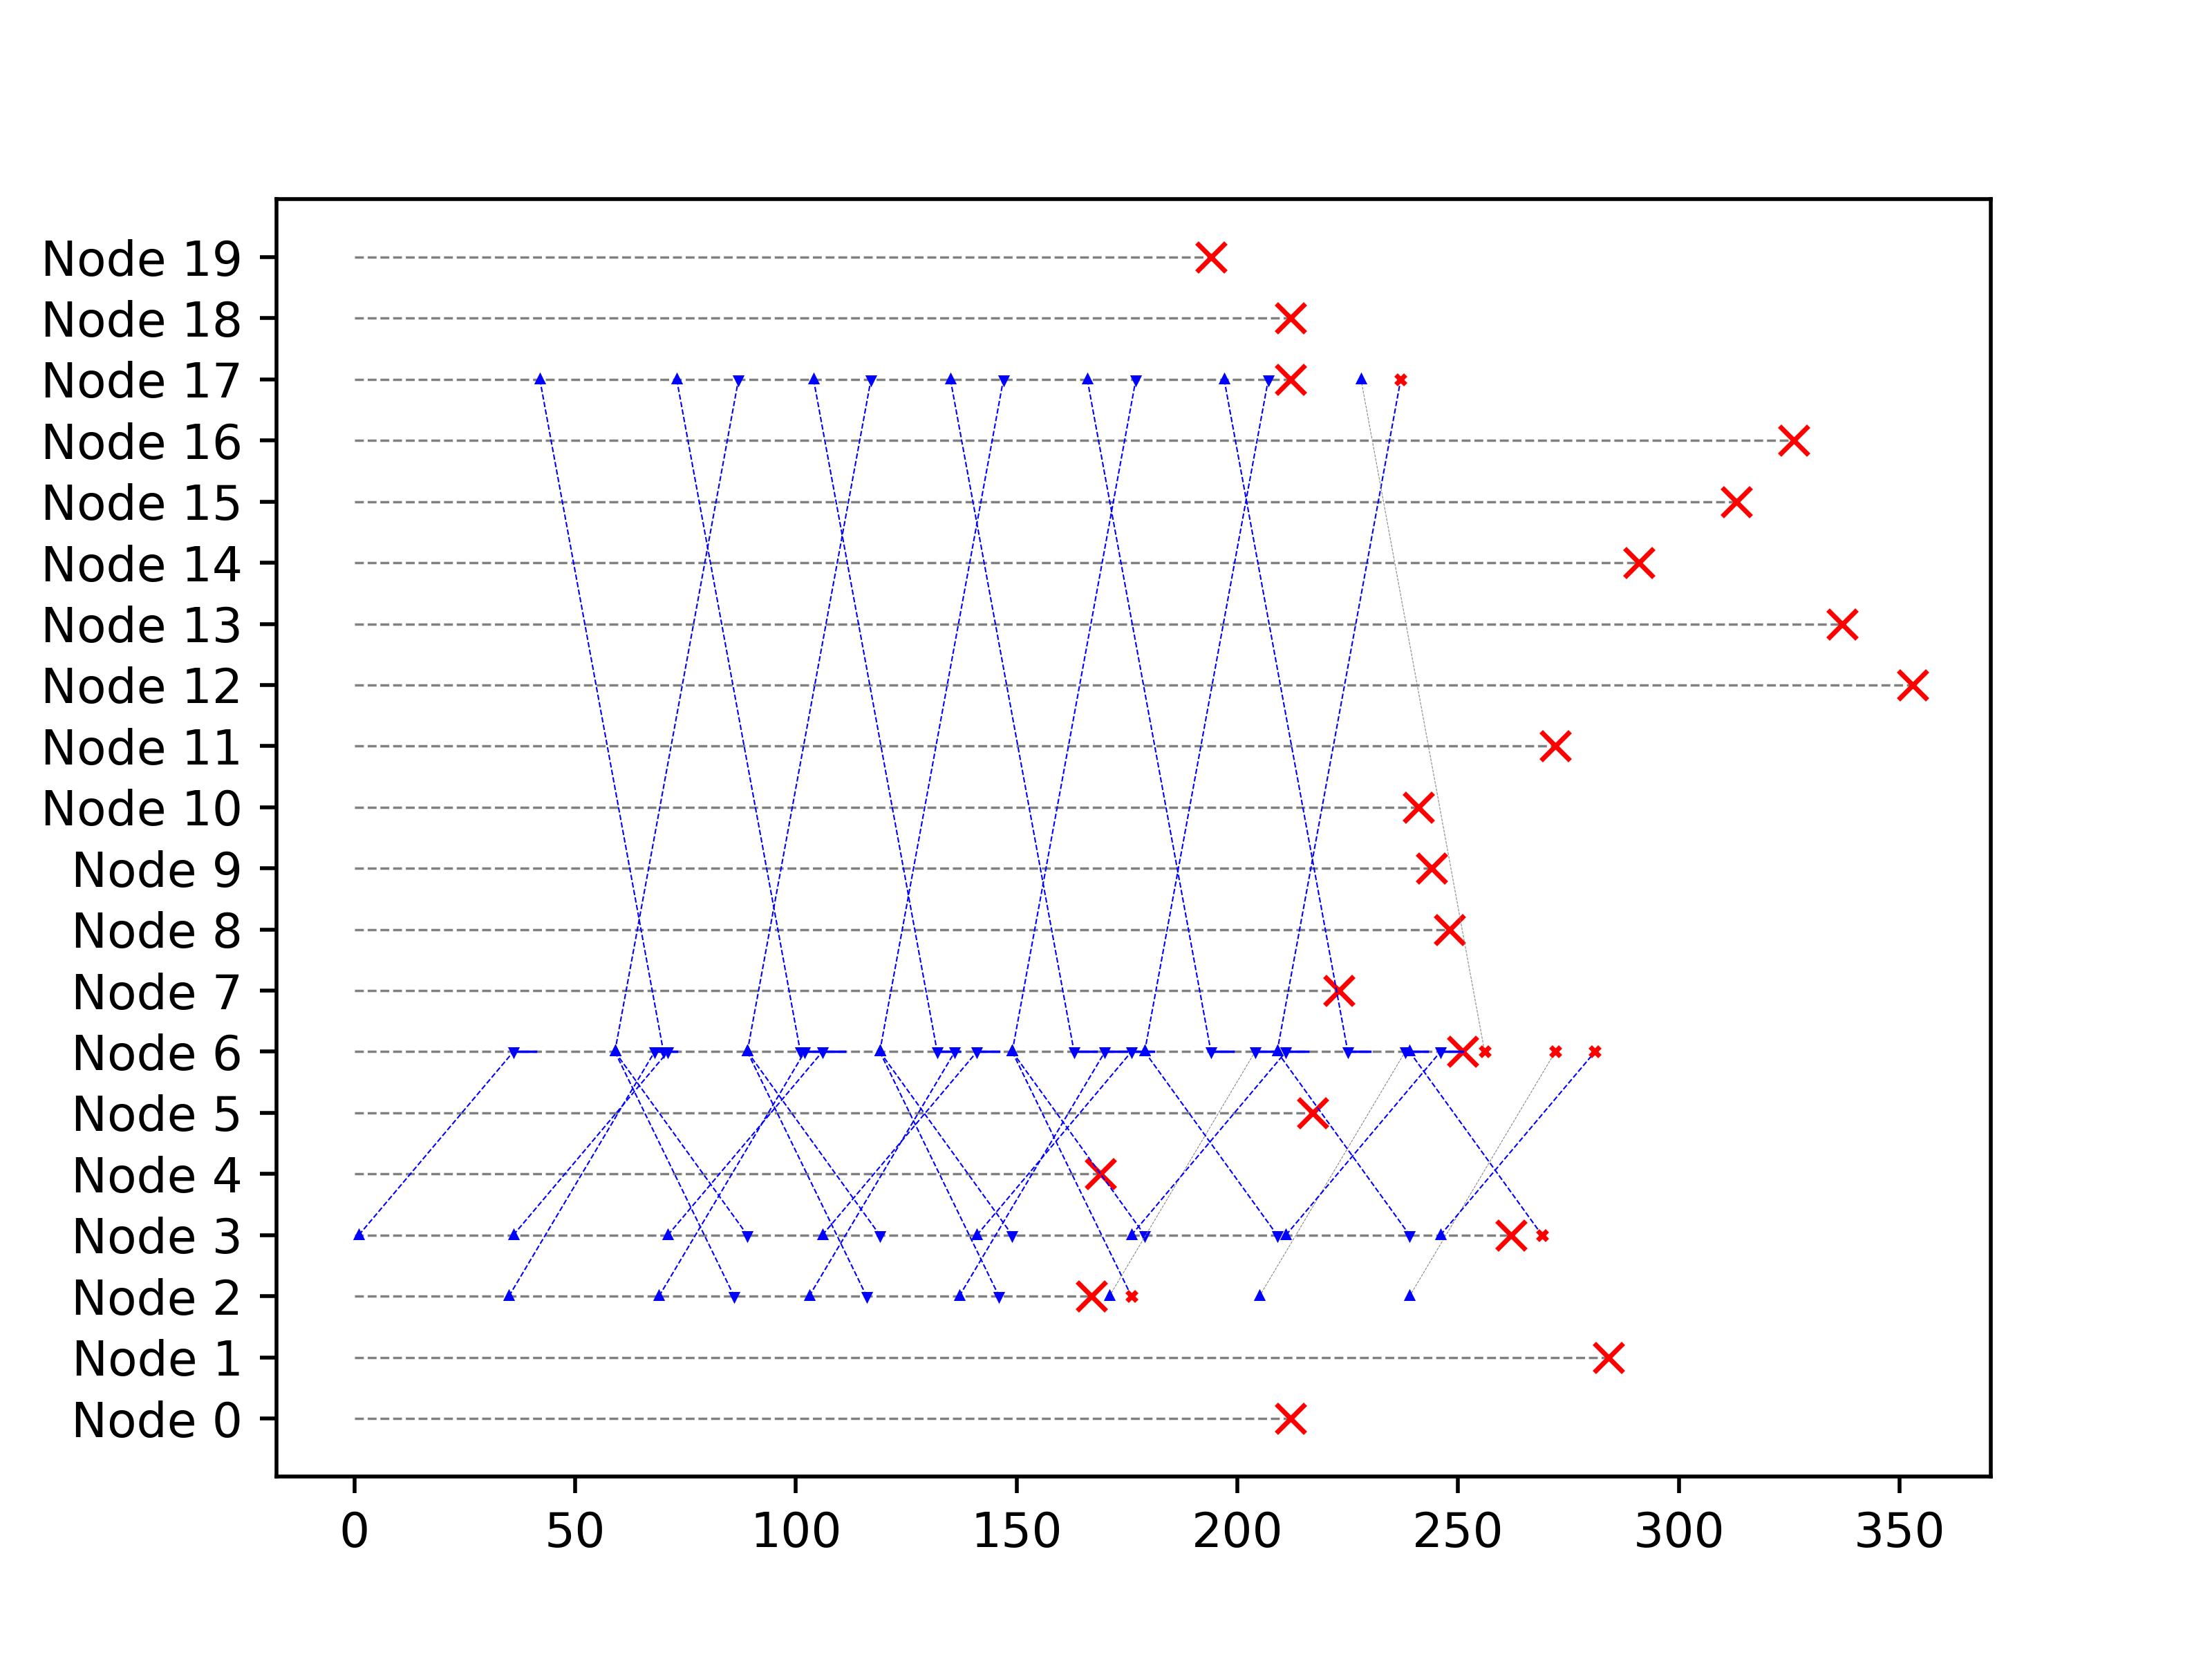 Node 19
Node 18
Node 17
Node 16
Node 15
Node 14
Node 13
Node 12
Node 11
Node 10
Node 9
Node 8
Node 7
Node 6
Node 5
Node 4
Node 3
Node 2
Node 1
Node 0
0 50 100 150 200 250 300 350